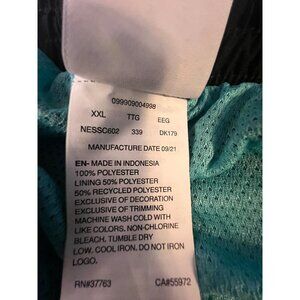 099909004998
XXL TTG EEG
NESSC602 339 DK179
MANUFACTURE DATE 09/21
EN- MADE IN INDONESIA
100% POLYESTER
LINING 50% POLYESTER
50% RECYCLED POLYESTER
EXCLUSIVE OF DECORATION
EXCLUSIVE OF TRIMMING
MACHINE WASH COLD WITH
LIKE COLORS. NON-CHLORINE
BLEACH. TUMBLE DRY
LOW. COOL IRON. DO NOT IRON
LOGO.
RN#37763 CA#55972